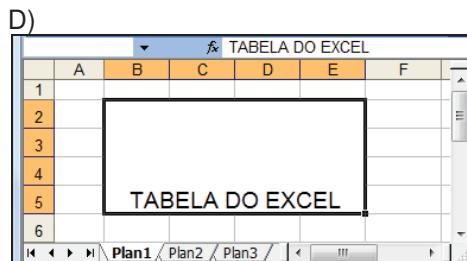 D)
fx TABELA DO EXCEL
A B C D E F
1
2
3
4
5 TABELA DO EXCEL
6
Plan1 Plan2 Plan3